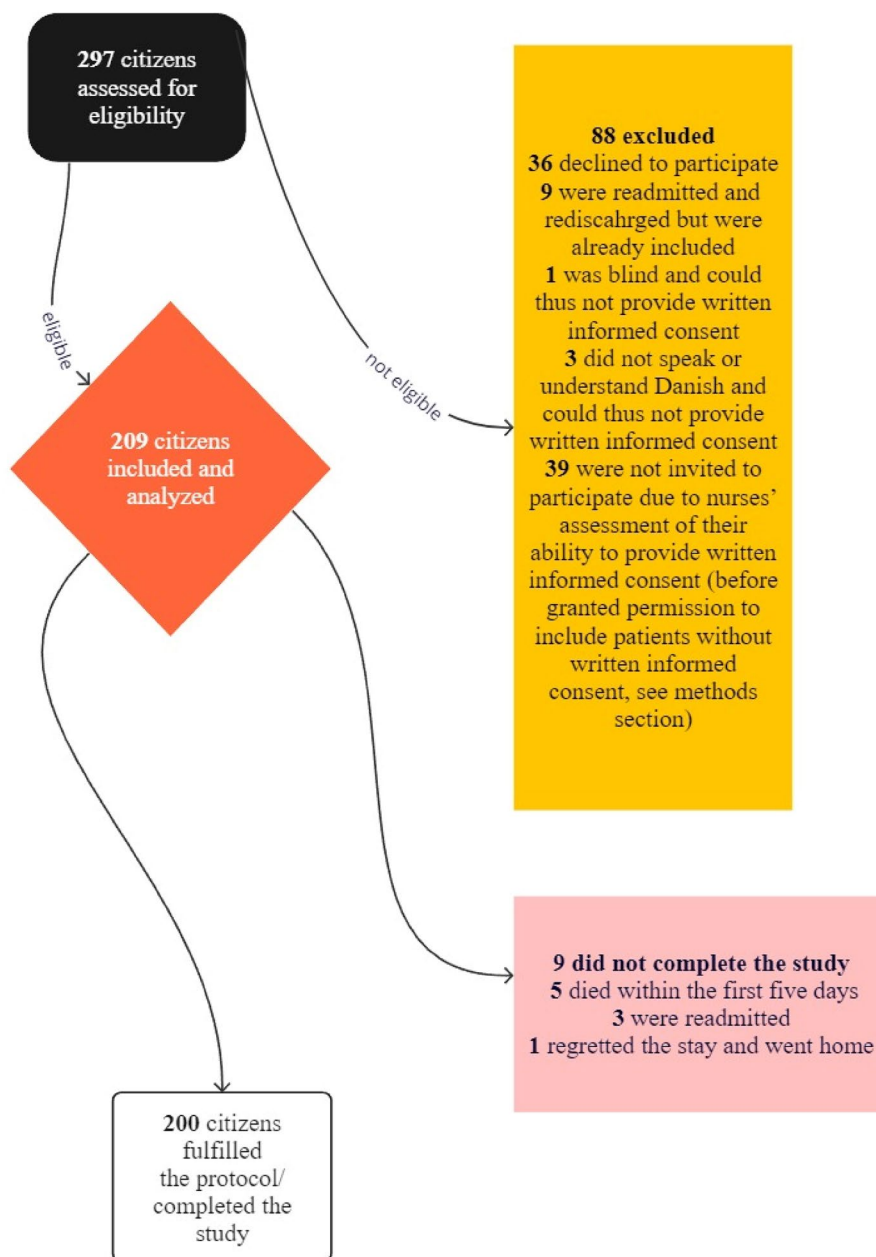 297 citizens
assessed for
eligibility
88 excluded
36 declined to participate
9 were readmitted and
rediscahrged but were
already included
1 was blind and could
thus not provide written
informed consent
3 did not speak or
understand Danish and
could thus not provide
written informed consent
39 were not invited to
participate due to nurses’
assessment of their
ability to provide written
informed consent (before
granted permission to
include patients without
written informed
consent, see methods
section)
eligible
not eligible
209 citizens
included and
analyzed
9 did not complete the study
5 died within the first five days
3 were readmitted
1 regretted the stay and went home
200 citizens
fulfilled
the protocol/
completed the
study